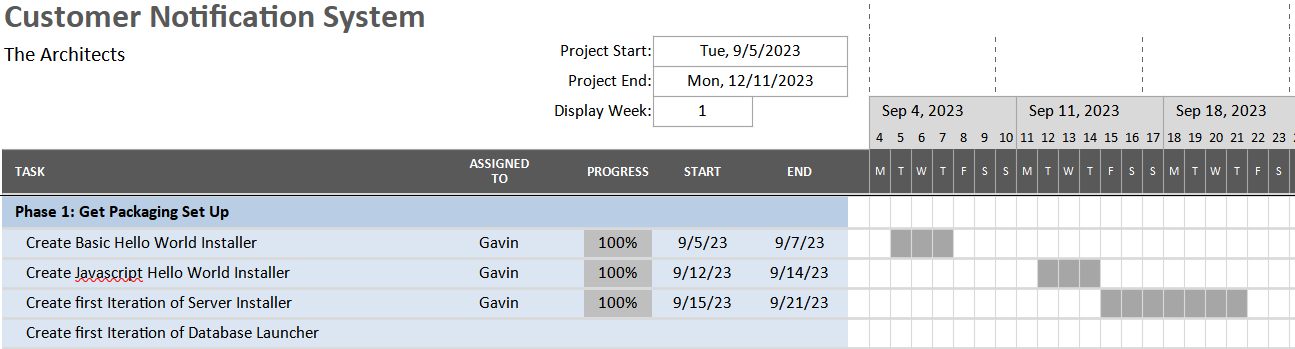 Customer Notification System
The Architects
Project Start: Tue, 9/5/2023
Project End: Mon, 12/11/2023
Display Week: 1
Sep 4, 2023 Sep 11, 2023 Sep 18, 2023
4 5 6 7 8 9 10 11 12 13 14 15 16 17 18 19 20 21 22 23
TASK ASSIGNED TO PROGRESS START END M T W T F S S M T W T F S S M T W T F S
Phase 1: Get Packaging Set Up
Create Basic Hello World Installer Gavin 100% 9/5/23 9/7/23
Create Javascript Hello World Installer Gavin 100% 9/12/23 9/14/23
Create first Iteration of Server Installer Gavin 100% 9/15/23 9/21/23
Create first Iteration of Database Launcher